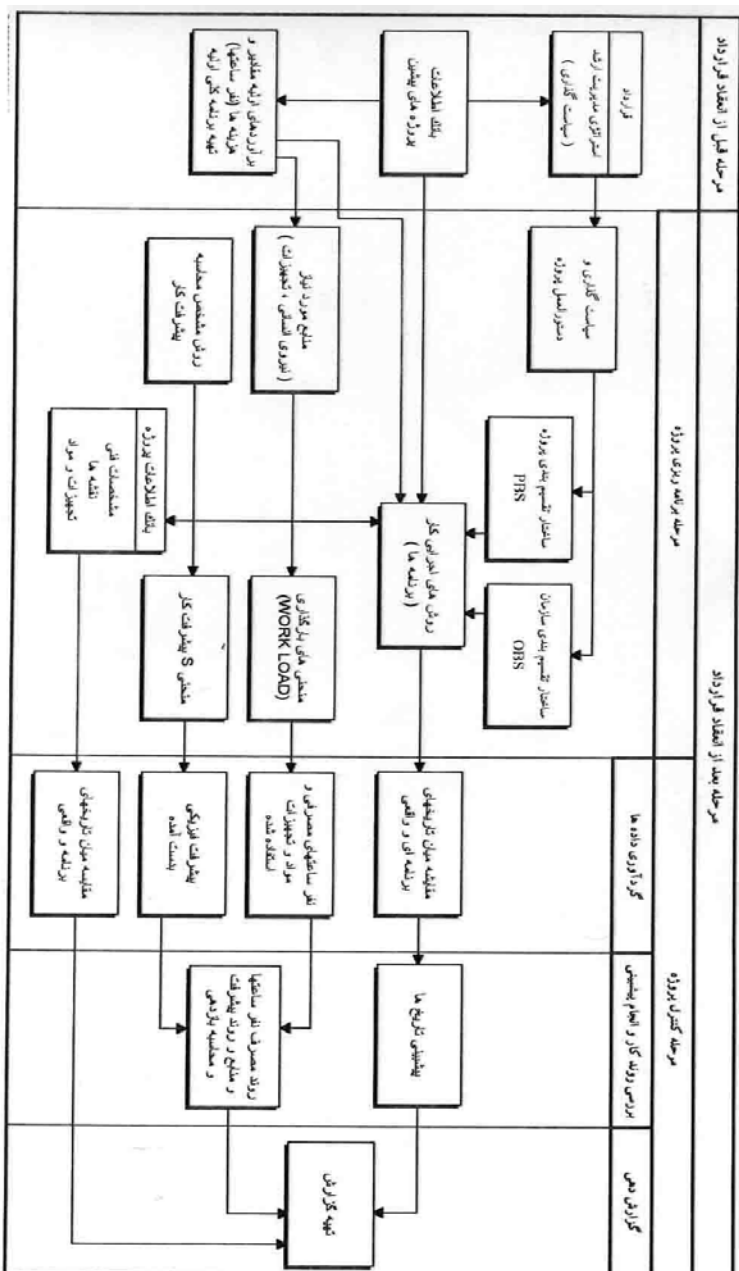 مرحله قبل از انعقاد قرارداد
مرحله بعد از انعقاد قرارداد
مرحله برنامه ریزی پروژه
مرحله کنترل پروژه
گردآوری داده ها
بررسی روند کار و انجام پیشبینی
گزارش دهی
قرارداد
استراتژی مدیریت ارشد
( سیاست گذاری )
بانک اطلاعات
پروژه های پیشین
برآوردهای اولیه مقادیر و
هزینه ها (نفر ساعتها)
تهیه برنامه کلی اولیه
سیاست گذاری و
دستورالعمل پروژه
ساختار تقسیم بندی پروژه
PBS
ساختار تقسیم بندی سازمان
OBS
روش های اجرایی کار
( برنامه ها )
منابع مورد نیاز
( نیروی انسانی ، تجهیزات )
منحنی های بارگذاری
(WORK LOAD)
روش مشخص محاسبه
پیشرفت کار
منحنی S پیشرفت کار
بانک اطلاعات پروژه
مشخصات فنی
نقشه ها
تجهیزات و مواد
مقایسه میان تاریخهای
برنامه ای و واقعی
نفر ساعتهای مصرفی و
مواد و تجهیزات
استفاده شده
پیشرفت فیزیکی
بدست آمده
مقایسه میان تاریخهای
برنامه و واقعی
پیشبینی تاریخ ها
روند مصرف نفر ساعتها
و منابع و روند پیشرفت
و محاسبه بازدهی
تهیه گزارش